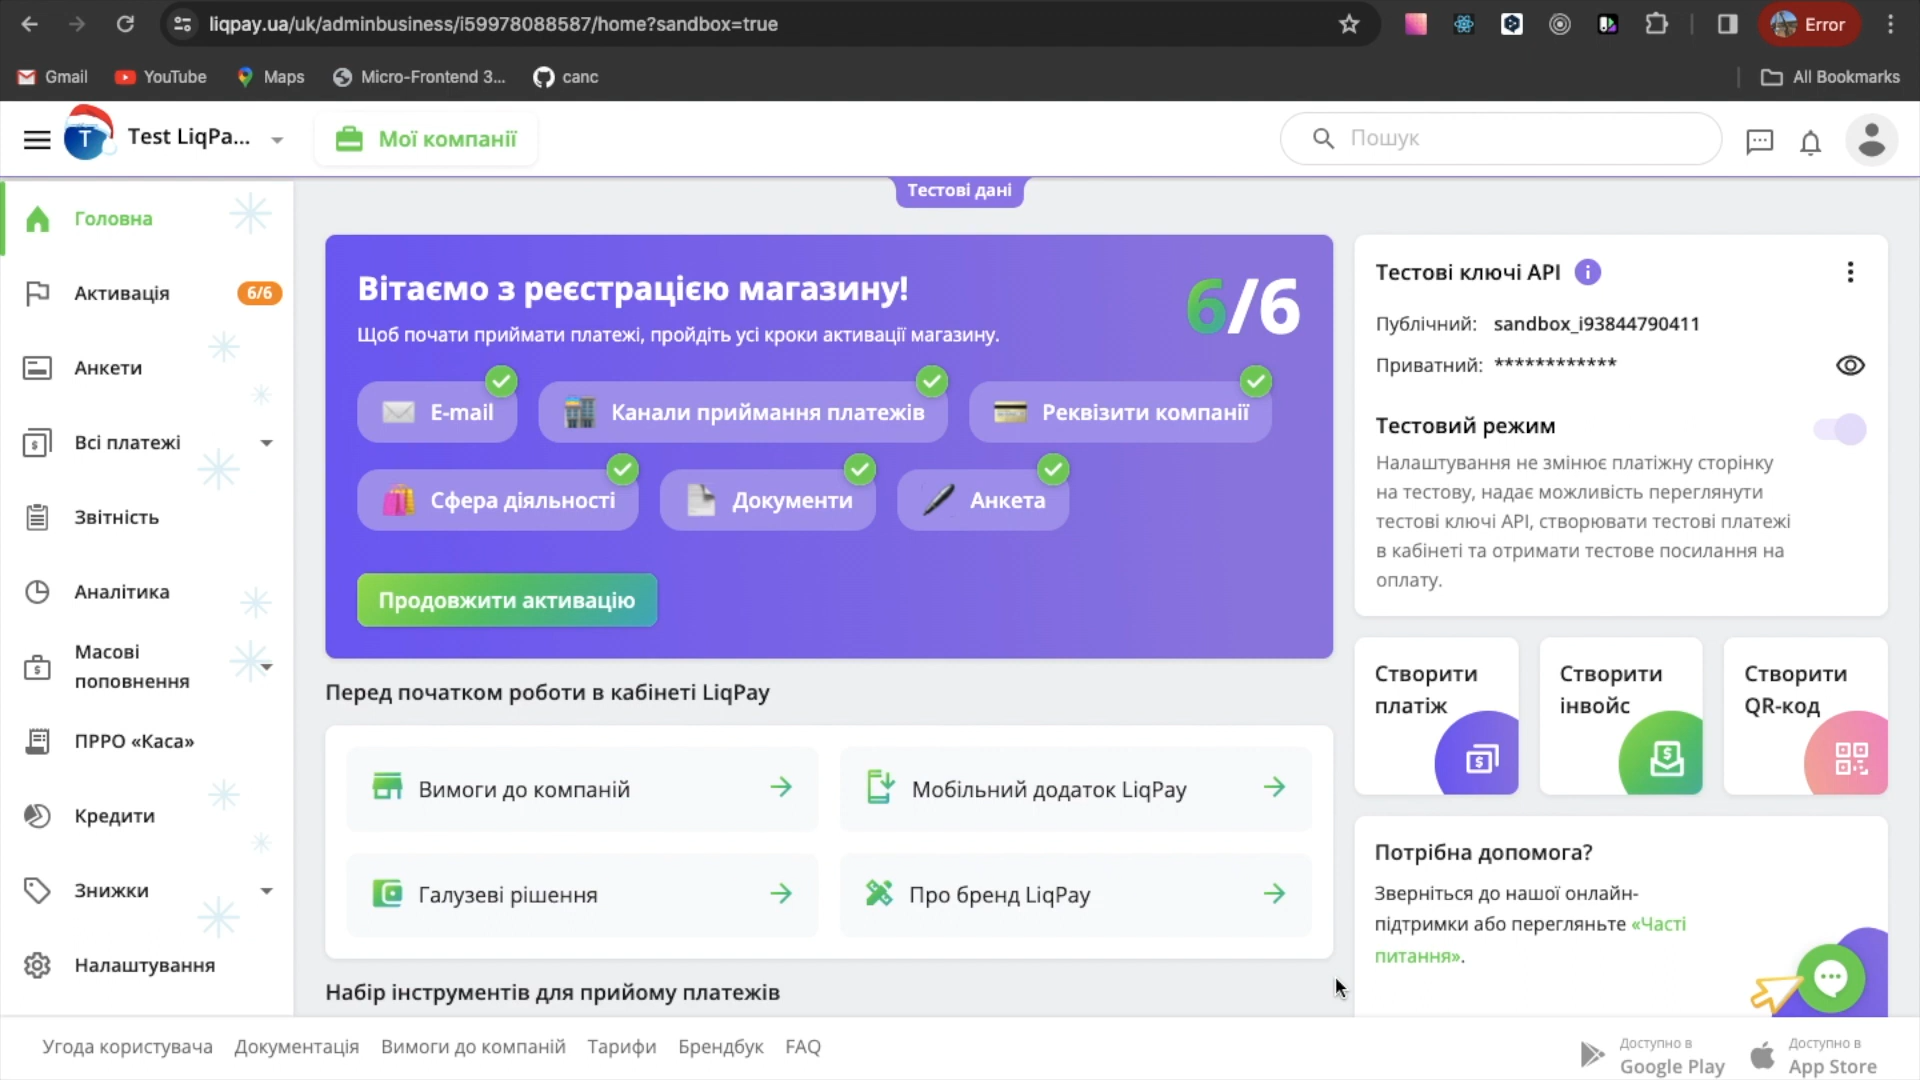 liqpay.ua/uk/adminbusiness/i59978088587/home?sandbox=true
Error
Gmail
YouTube
Maps
Micro-Frontend 3...
canc
All Bookmarks
T
Test LiqPa...
Мої компанії
Пошук
Тестові дані
Головна
Активація
6/6
Анкети
Всі платежі
Звітність
Аналітика
Масові
поповнення
ПРРО «Каса»
Кредити
Знижки
Налаштування
Вітаємо з реєстрацією магазину!
6/6
Щоб почати приймати платежі, пройдіть усі кроки активації магазину.
E-mail
Канали приймання платежів
Реквізити компанії
Сфера діяльності
Документи
Анкета
Продовжити активацію
Перед початком роботи в кабінеті LiqPay
Вимоги до компаній
Мобільний додаток LiqPay
Галузеві рішення
Про бренд LiqPay
Набір інструментів для прийому платежів
Тестові ключі API
Публічний: sandbox_i93844790411
Приватний: ************
Тестовий режим
Налаштування не змінює платіжну сторінку
на тестову, надає можливість переглянути
тестові ключі API, створювати тестові платежі
в кабінеті та отримати тестове посилання на
оплату.
Створити
платіж
Створити
інвойс
Створити
QR-код
Потрібна допомога?
Зверніться до нашої онлайн-
підтримки або перегляньте «Часті
питання».
Угода користувача
Документація
Вимоги до компаній
Тарифи
Брендбук
FAQ
Доступно в
Google Play
Доступно в
App Store